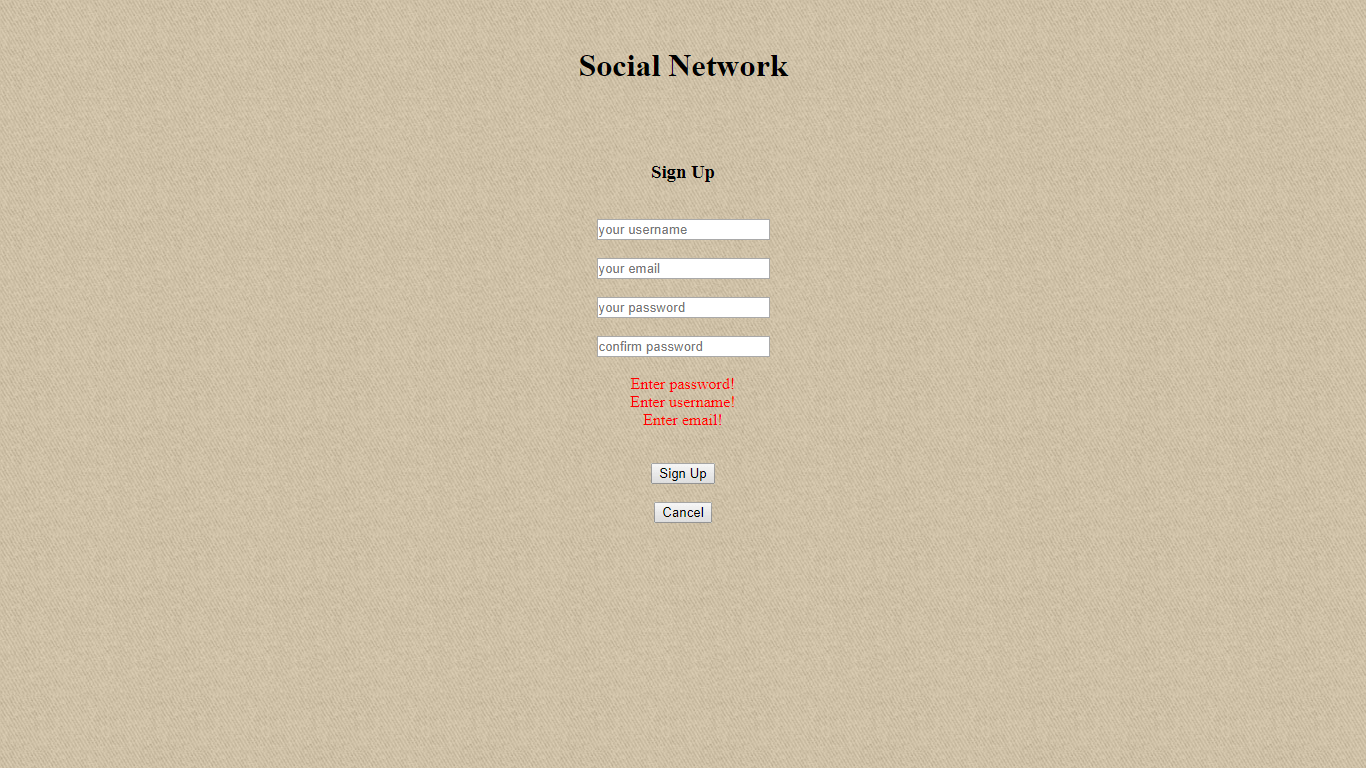 Social Network
Sign Up
your username
your email
your password
confirm password
Enter password!
Enter username!
Enter email!
Sign Up
Cancel